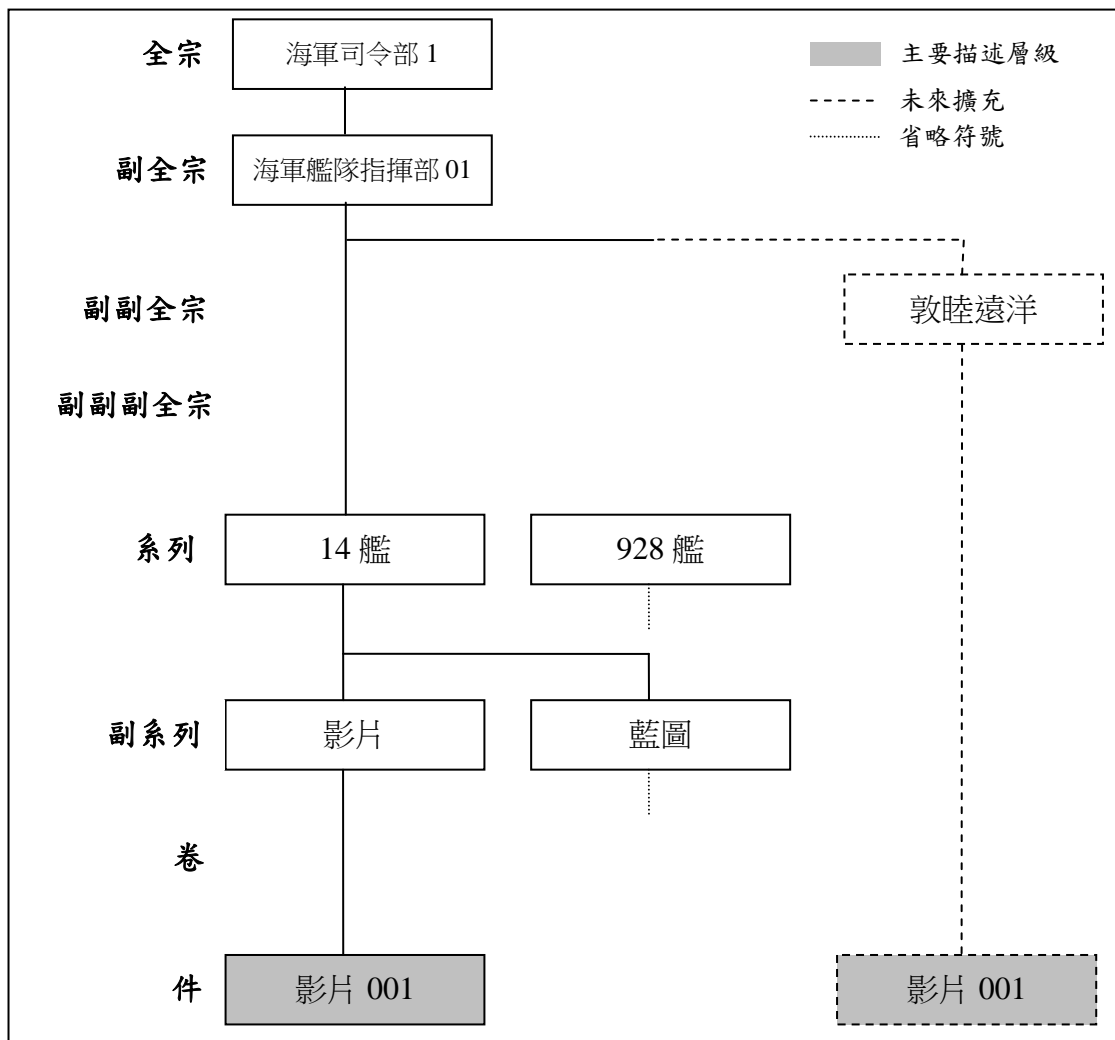 全宗 海軍司令部 1 主要描述層級
未來擴充
省略符號
副全宗 海軍艦隊指揮部 01
副副全宗 敦睦遠洋
副副副全宗
系列 14 艦 928 艦
副系列 影片 藍圖
卷
件 影片 001 影片 001